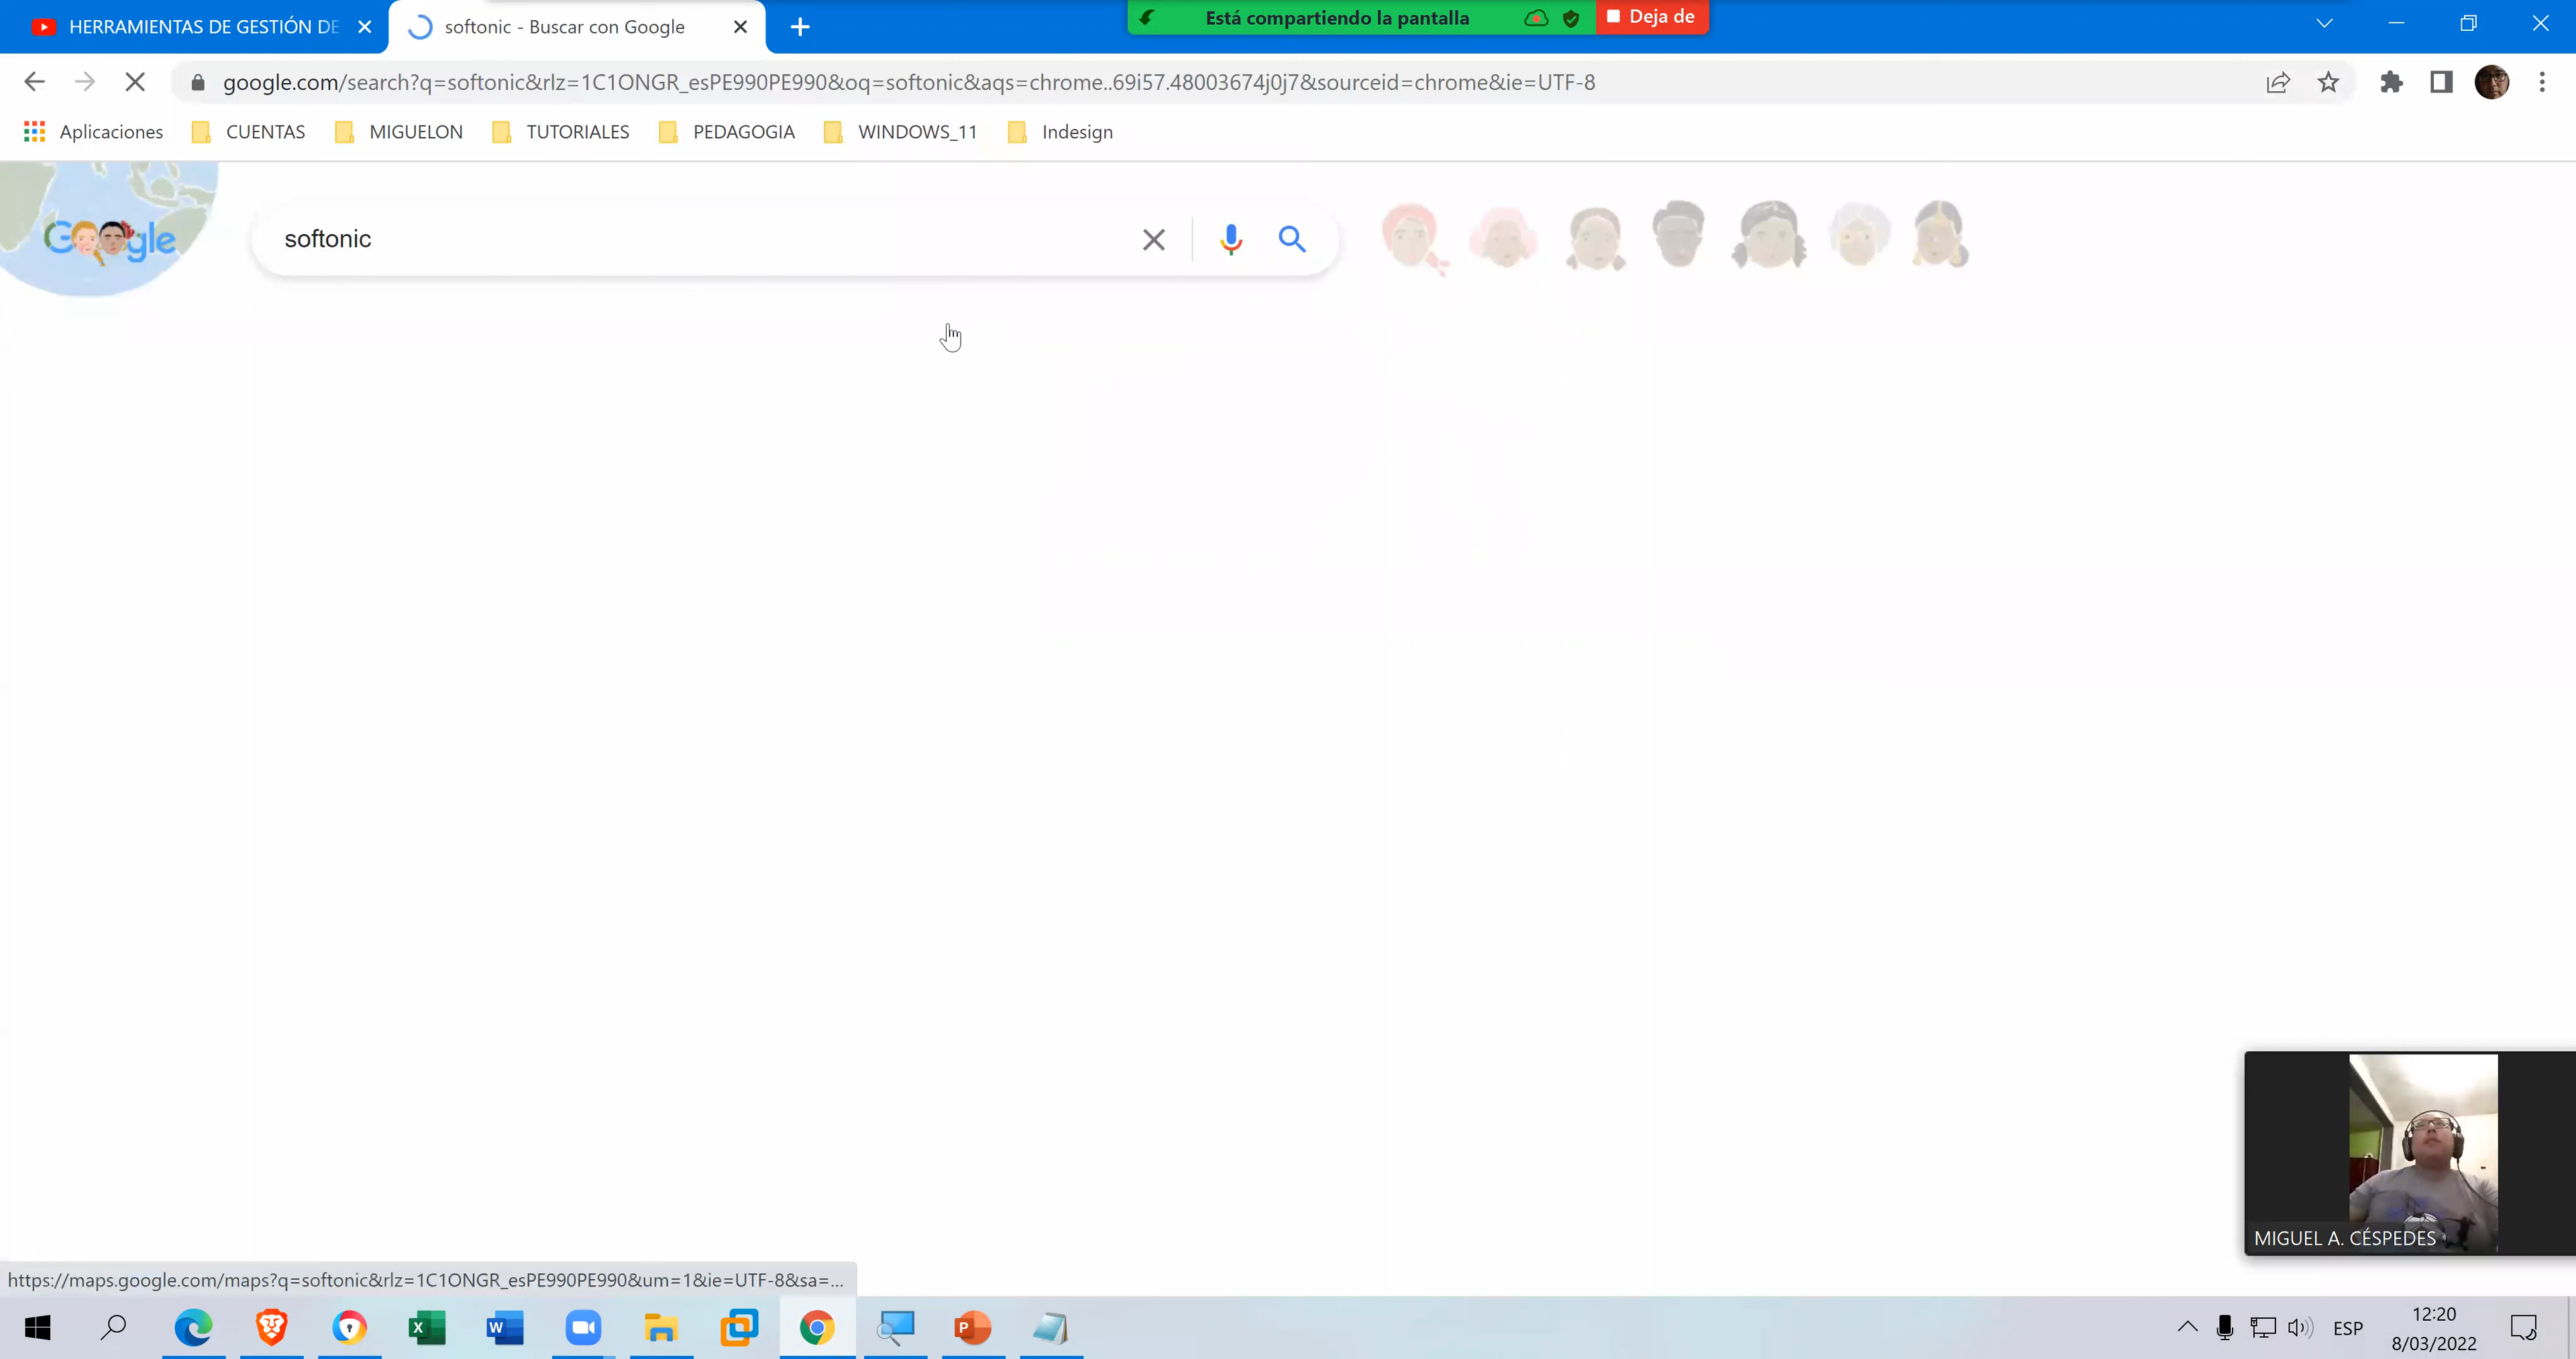 HERRAMIENTAS DE GESTIÓN DE
softonic - Buscar con Google
Está compartiendo la pantalla
Deja de
google.com/search?q=softonic&rlz=1C1ONGR_esPE990PE990&oq=softonic&aqs=chrome..69i57.48003674j0j7&sourceid=chrome&ie=UTF-8
Aplicaciones CUENTAS MIGUELON TUTORIALES PEDAGOGIA WINDOWS_11 Indesign
Google
softonic
MIGUEL A. CÉSPEDES
https://maps.google.com/maps?q=softonic&rlz=1C1ONGR_esPE990PE990&um=1&ie=UTF-8&sa=...
ESP
12:20
8/03/2022